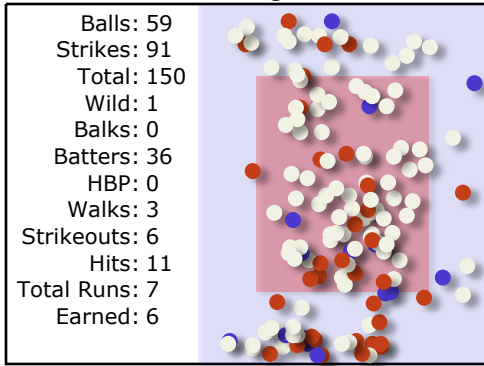 Balls: 59
Strikes: 91
Total: 150
Wild: 1
Balks: 0
Batters: 36
HBP: 0
Walks: 3
Strikeouts: 6
Hits: 11
Total Runs: 7
Earned: 6